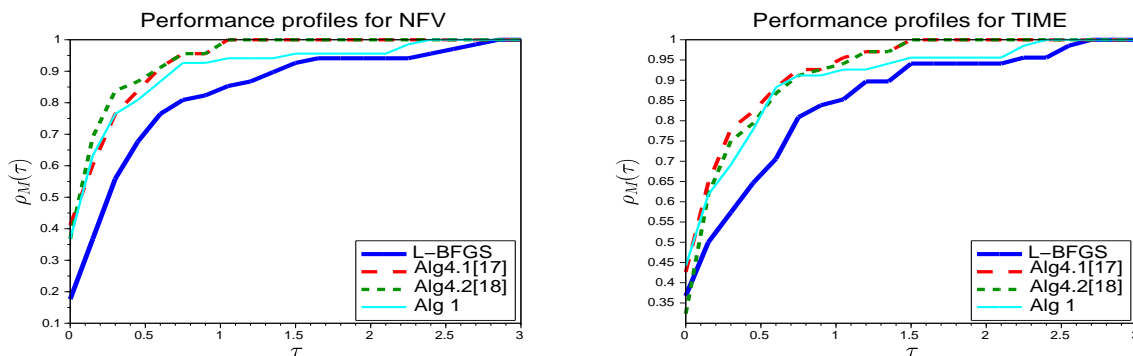 Performance profiles for NFV
1
0.9
0.8
0.7
0.6
0.5
0.4
0.3
0.2
0.1
ρM(τ)
0
0.5
1
1.5
2
2.5
3
τ
L−BFGS
Alg4.1[17]
Alg4.2[18]
Alg 1
Performance profiles for TIME
1
0.95
0.9
0.85
0.8
0.75
0.7
0.65
0.6
0.55
0.5
0.45
0.4
0.35
ρM(τ)
0
0.5
1
1.5
2
2.5
3
τ
L−BFGS
Alg4.1[17]
Alg4.2[18]
Alg 1